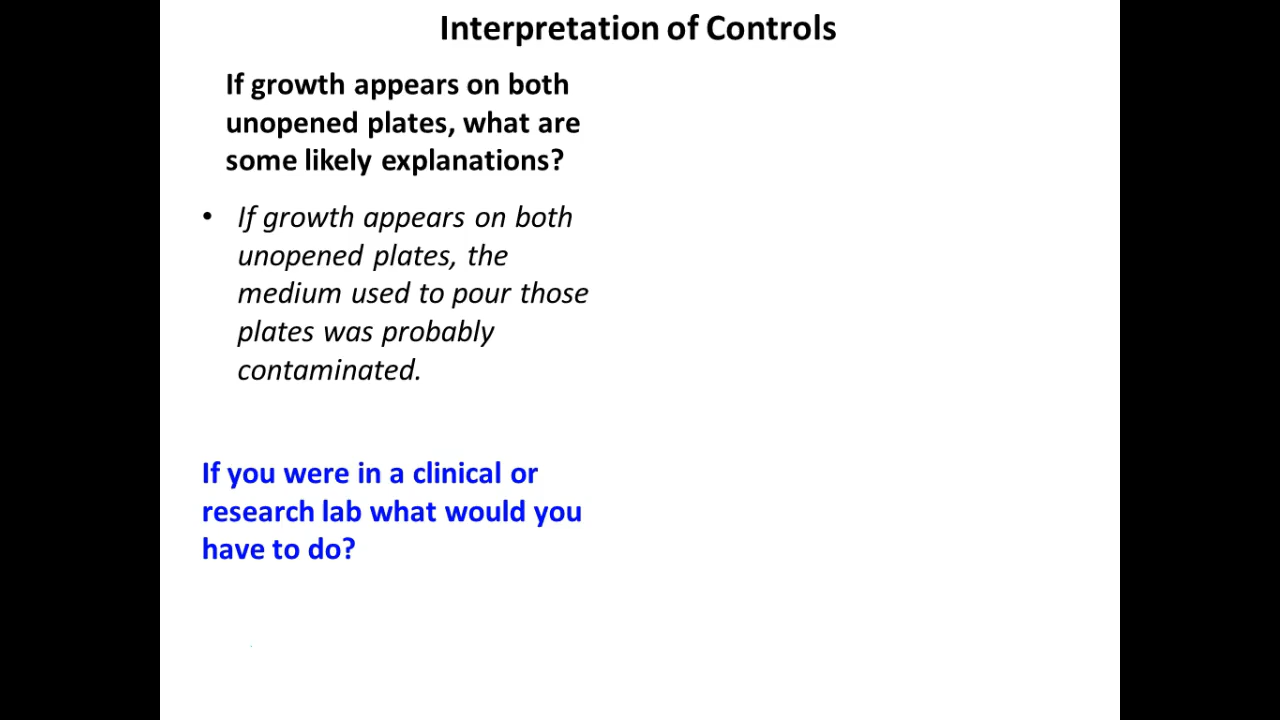 Interpretation of Controls
If growth appears on both
unopened plates, what are
some likely explanations?
• If growth appears on both
unopened plates, the
medium used to pour those
plates was probably
contaminated.
If you were in a clinical or
research lab what would you
have to do?